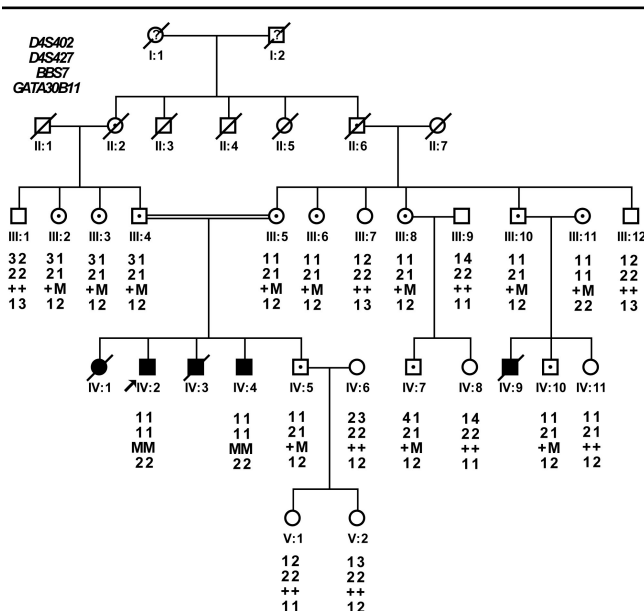 D4S402
D4S427
BBS7
GATA30B11
? ?
I:1 I:2
II:1 II:2 II:3 II:4 II:5 II:6 II:7
III:1 III:2 III:3 III:4 III:5 III:6 III:7 III:8 III:9 III:10 III:11 III:12
32 31 31 31 11 11 12 11 14 11 11 12
22 21 21 21 21 21 22 21 22 21 11 22
++ +M +M +M +M +M ++ +M ++ +M +M ++
13 12 12 12 12 12 13 12 11 12 22 13
IV:1 IV:2 IV:3 IV:4 IV:5 IV:6 IV:7 IV:8 IV:9 IV:10 IV:11
11 11 11 23 41 14 11 11
11 11 21 22 21 22 21 21
MM MM +M ++ +M ++ +M ++
22 22 12 12 12 11 12 12
V:1 V:2
12 13
22 22
++ ++
11 12